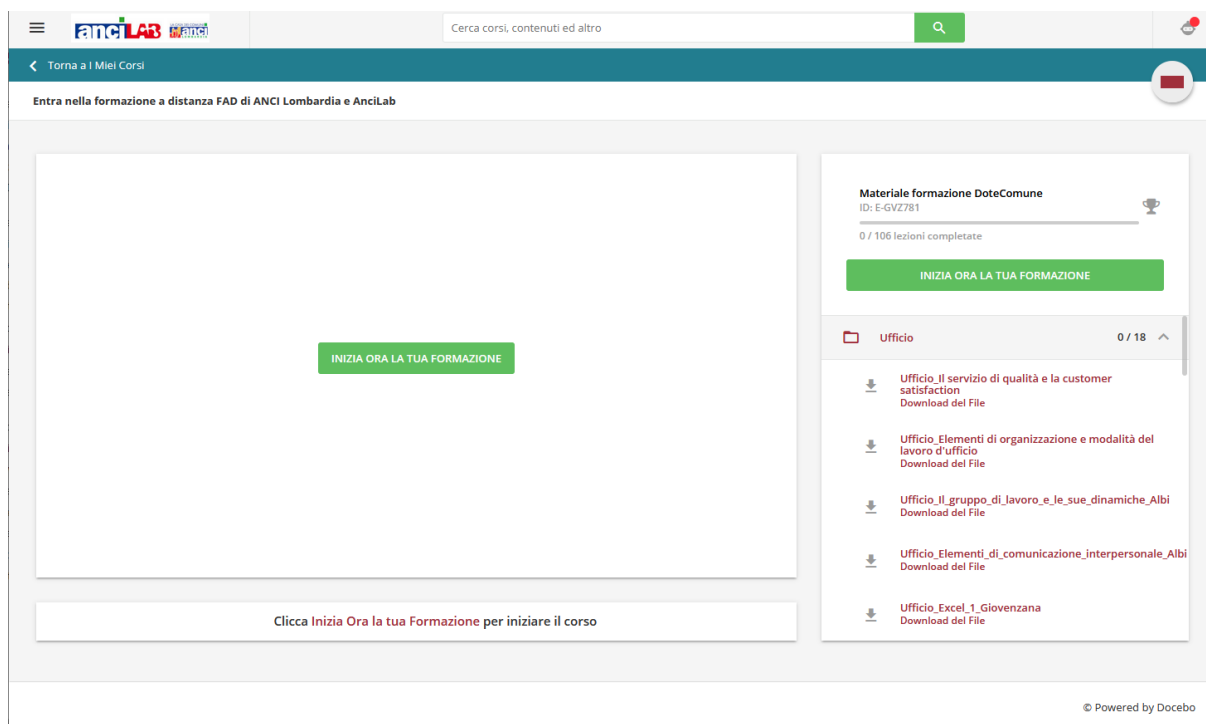 anciLAB anci
Cerca corsi, contenuti ed altro
Torna a I Miei Corsi
Entra nella formazione a distanza FAD di ANCI Lombardia e AnciLab
INIZIA ORA LA TUA FORMAZIONE
Clicca Inizia Ora la tua Formazione per iniziare il corso
Materiale formazione DoteComune
ID: E-GVZ781
0 / 106 lezioni completate
INIZIA ORA LA TUA FORMAZIONE
Ufficio 0 / 18
Ufficio_Il servizio di qualità e la customer
satisfaction
Download del File
Ufficio_Elementi di organizzazione e modalità del
lavoro d'ufficio
Download del File
Ufficio_Il_gruppo_di_lavoro_e_le_sue_dinamiche_Albi
Download del File
Ufficio_Elementi_di_comunicazione_interpersonale_Albi
Download del File
Ufficio_Excel_1_Giovenzana
Download del File
© Powered by Docebo